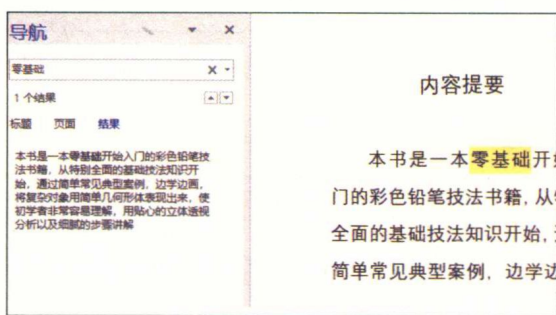 导航
零基础
1 个结果
标题 页面 结果
本书是一本零基础开始入门的彩色铅笔技
法书籍，从特别全面的基础技法知识开
始，通过简单常见典型案例，边学边画，
将复杂对象用简单几何形体表现出来，使
初学者非常容易理解，用贴心的立体透视
分析以及细腻的步骤讲解
内容提要
本书是一本零基础开
门的彩色铅笔技法书籍，从
全面的基础技法知识开始，
简单常见典型案例，边学